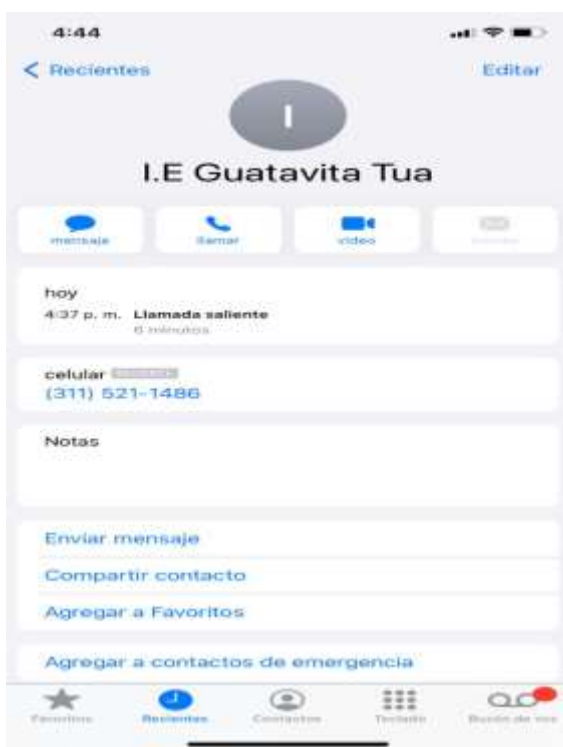 4:44
Recientes Editar
I
I.E Guatavita Tua
mensaje llamar video
hoy
4:37 p. m. Llamada saliente
6 minutos
celular
(311) 521-1486
Notas
Enviar mensaje
Compartir contacto
Agregar a Favoritos
Agregar a contactos de emergencia
Favoritos Recientes Contactos Teclado Buzón de voz